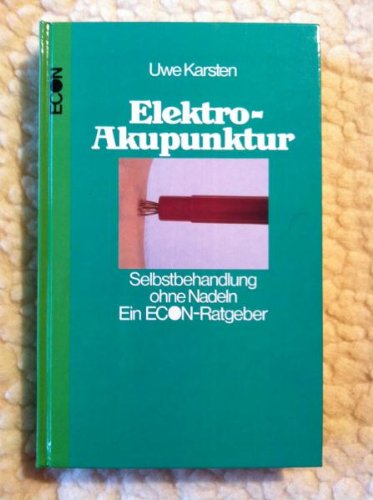 ECON
Uwe Karsten
Elektro-
Akupunktur
Selbstbehandlung
ohne Nadeln
Ein ECON-Ratgeber